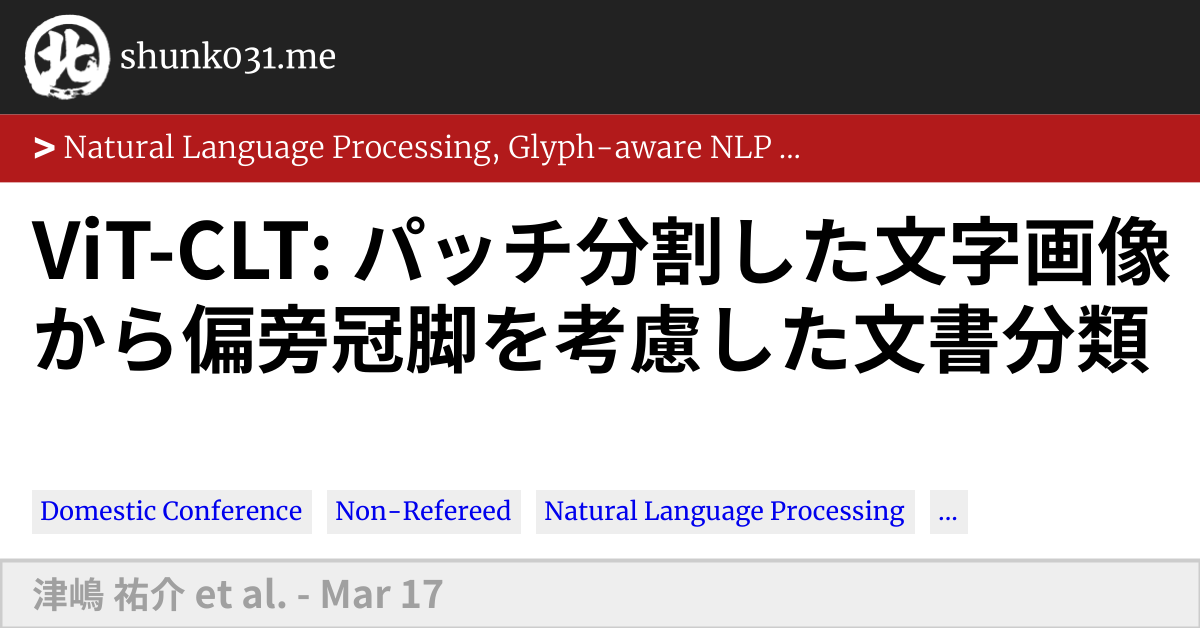 北
shunk031.me
> Natural Language Processing, Glyph-aware NLP ...
ViT-CLT: パッチ分割した文字画像
から偏旁冠脚を考慮した文書分類
Domestic Conference Non-Refereed Natural Language Processing ...
津嶋 祐介 et al. - Mar 17